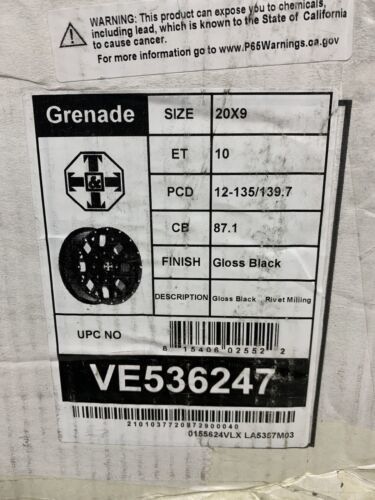 WARNING: This product can expose you to chemicals,
including lead, which is known to the State of California
to cause cancer.
For more information go to www.P65Warnings.ca.gov
Grenade
SIZE 20X9
ET 10
PCD 12-135/139.7
CB 87.1
FINISH Gloss Black
DESCRIPTION Gloss Black Rivet Milling
UPC NO
8 15406 02552 2
VE536247
2101037720872900040
0155624VLX LA5357M03